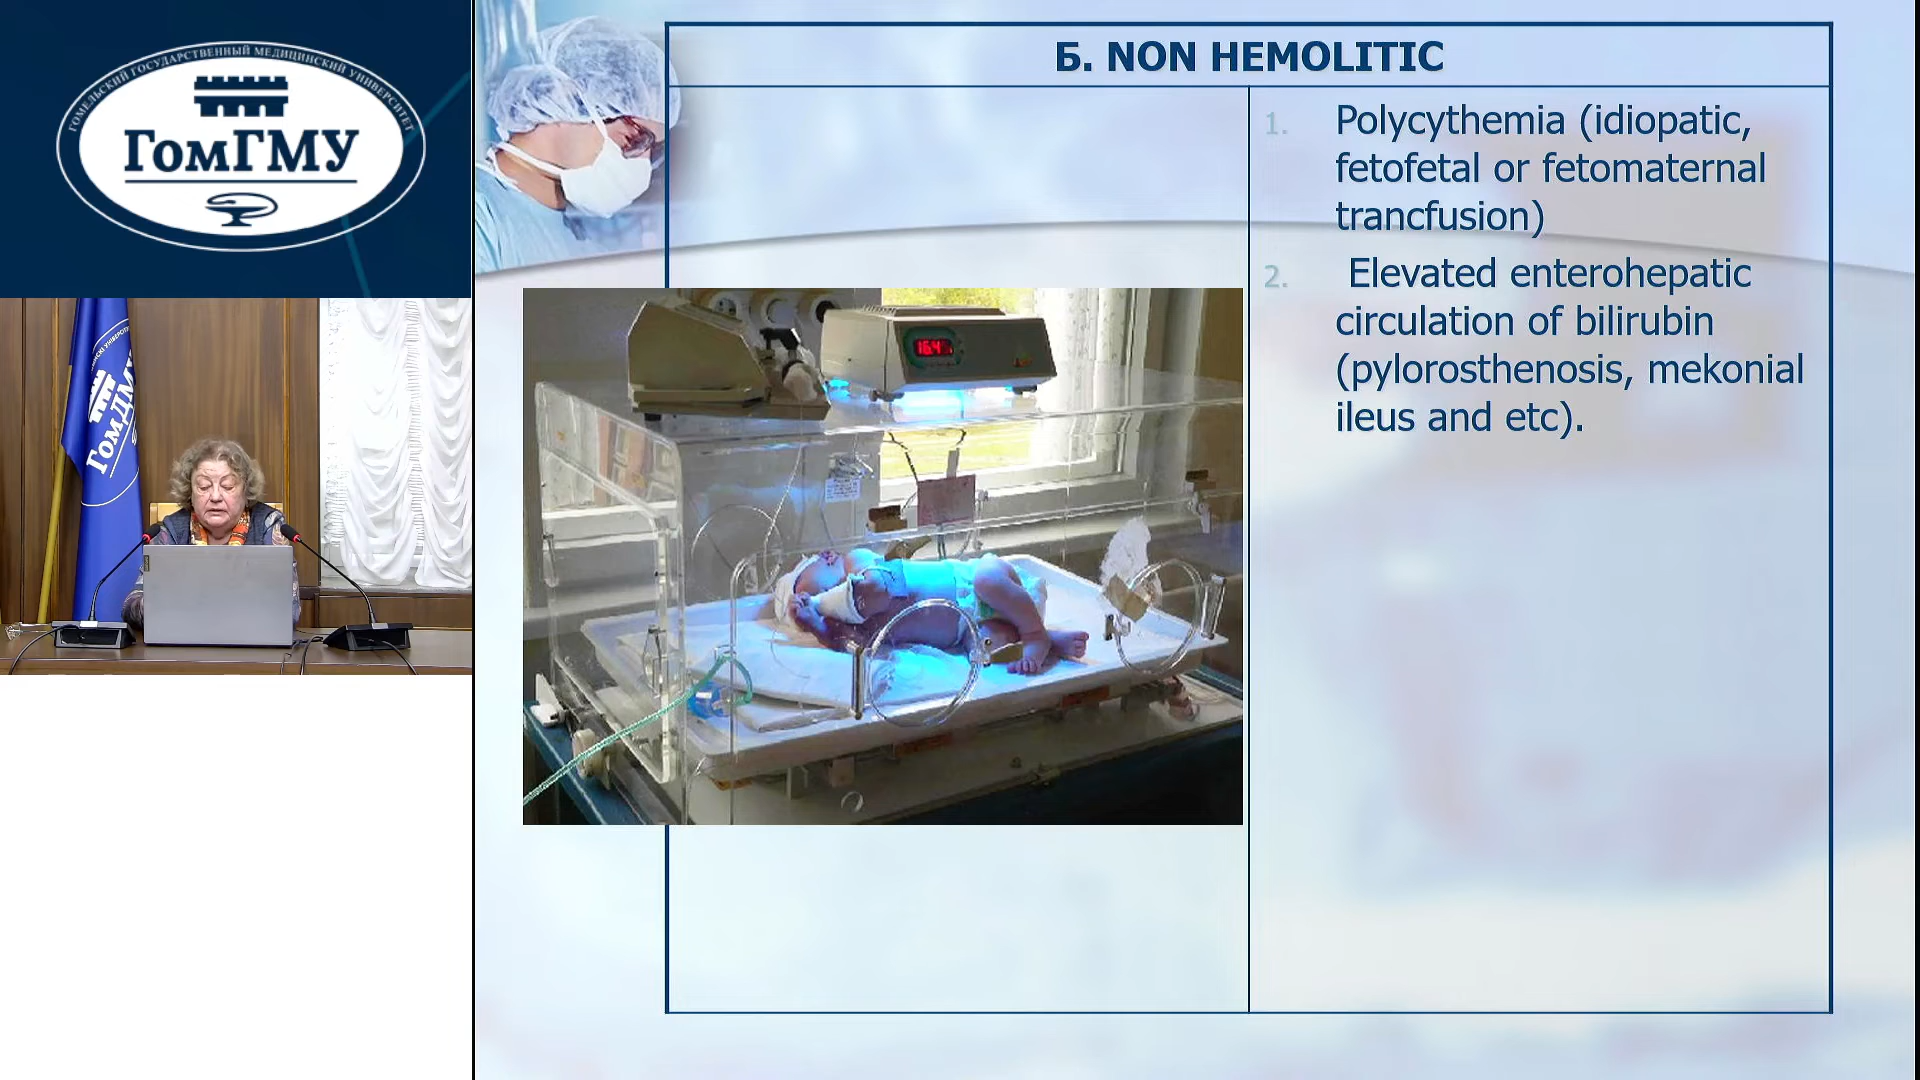 ГОМЕЛЬСКИЙ ГОСУДАРСТВЕННЫЙ МЕДИЦИНСКИЙ УНИВЕРСИТЕТ
ГомГМУ
ГомДМУ
Б. NON HEMOLITIC
1. Polycythemia (idiopatic,
fetofetal or fetomaternal
trancfusion)
2. Elevated enterohepatic
circulation of bilirubin
(pylorosthenosis, mekonial
ileus and etc).